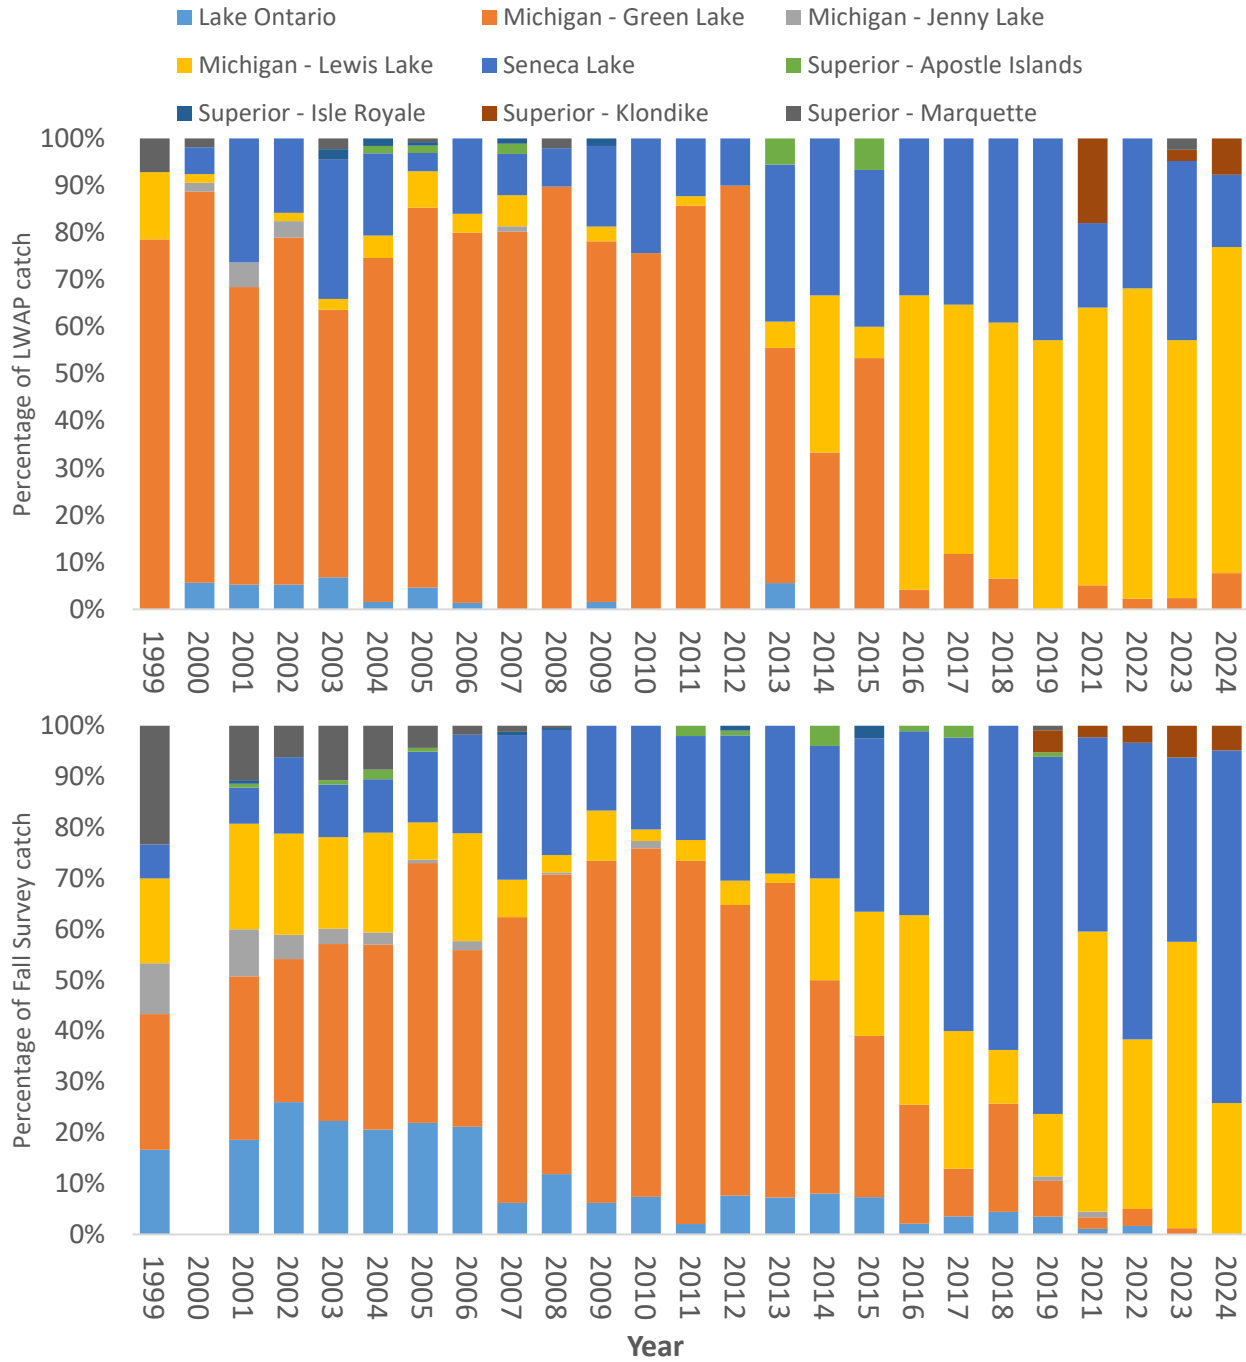 Lake Ontario Michigan - Green Lake Michigan - Jenny Lake
Michigan - Lewis Lake Seneca Lake Superior - Apostle Islands
Superior - Isle Royale Superior - Klondike Superior - Marquette
Percentage of LWAP catch
100%
90%
80%
70%
60%
50%
40%
30%
20%
10%
0%
1999 2000 2001 2002 2003 2004 2005 2006 2007 2008 2009 2010 2011 2012 2013 2014 2015 2016 2017 2018 2019 2021 2022 2023 2024
Percentage of Fall Survey catch
100%
90%
80%
70%
60%
50%
40%
30%
20%
10%
0%
1999 2000 2001 2002 2003 2004 2005 2006 2007 2008 2009 2010 2011 2012 2013 2014 2015 2016 2017 2018 2019 2021 2022 2023 2024
Year